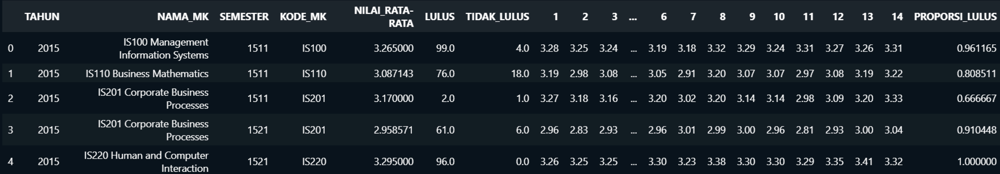 TAHUN NAMA_MK SEMESTER KODE_MK NILAI_RATA-RATA LULUS TIDAK_LULUS 1 2 3 ... 6 7 8 9 10 11 12 13 14 PROPORSI_LULUS
0 2015 IS100 Management Information Systems 1511 IS100 3.265000 99.0 4.0 3.28 3.25 3.24 ... 3.19 3.18 3.32 3.29 3.24 3.31 3.27 3.26 3.31 0.961165
1 2015 IS110 Business Mathematics 1511 IS110 3.087143 76.0 18.0 3.19 2.98 3.08 ... 3.05 2.91 3.20 3.07 3.07 2.97 3.08 3.19 3.22 0.808511
2 2015 IS201 Corporate Business Processes 1511 IS201 3.170000 2.0 1.0 3.27 3.18 3.16 ... 3.20 3.02 3.20 3.14 3.14 2.98 3.09 3.20 3.33 0.666667
3 2015 IS201 Corporate Business Processes 1521 IS201 2.958571 61.0 6.0 2.96 2.83 2.93 ... 2.96 3.01 2.99 3.00 2.96 2.81 2.93 3.00 3.04 0.910448
4 2015 IS220 Human and Computer Interaction 1521 IS220 3.295000 96.0 0.0 3.26 3.25 3.25 ... 3.30 3.23 3.38 3.30 3.30 3.29 3.35 3.41 3.32 1.000000